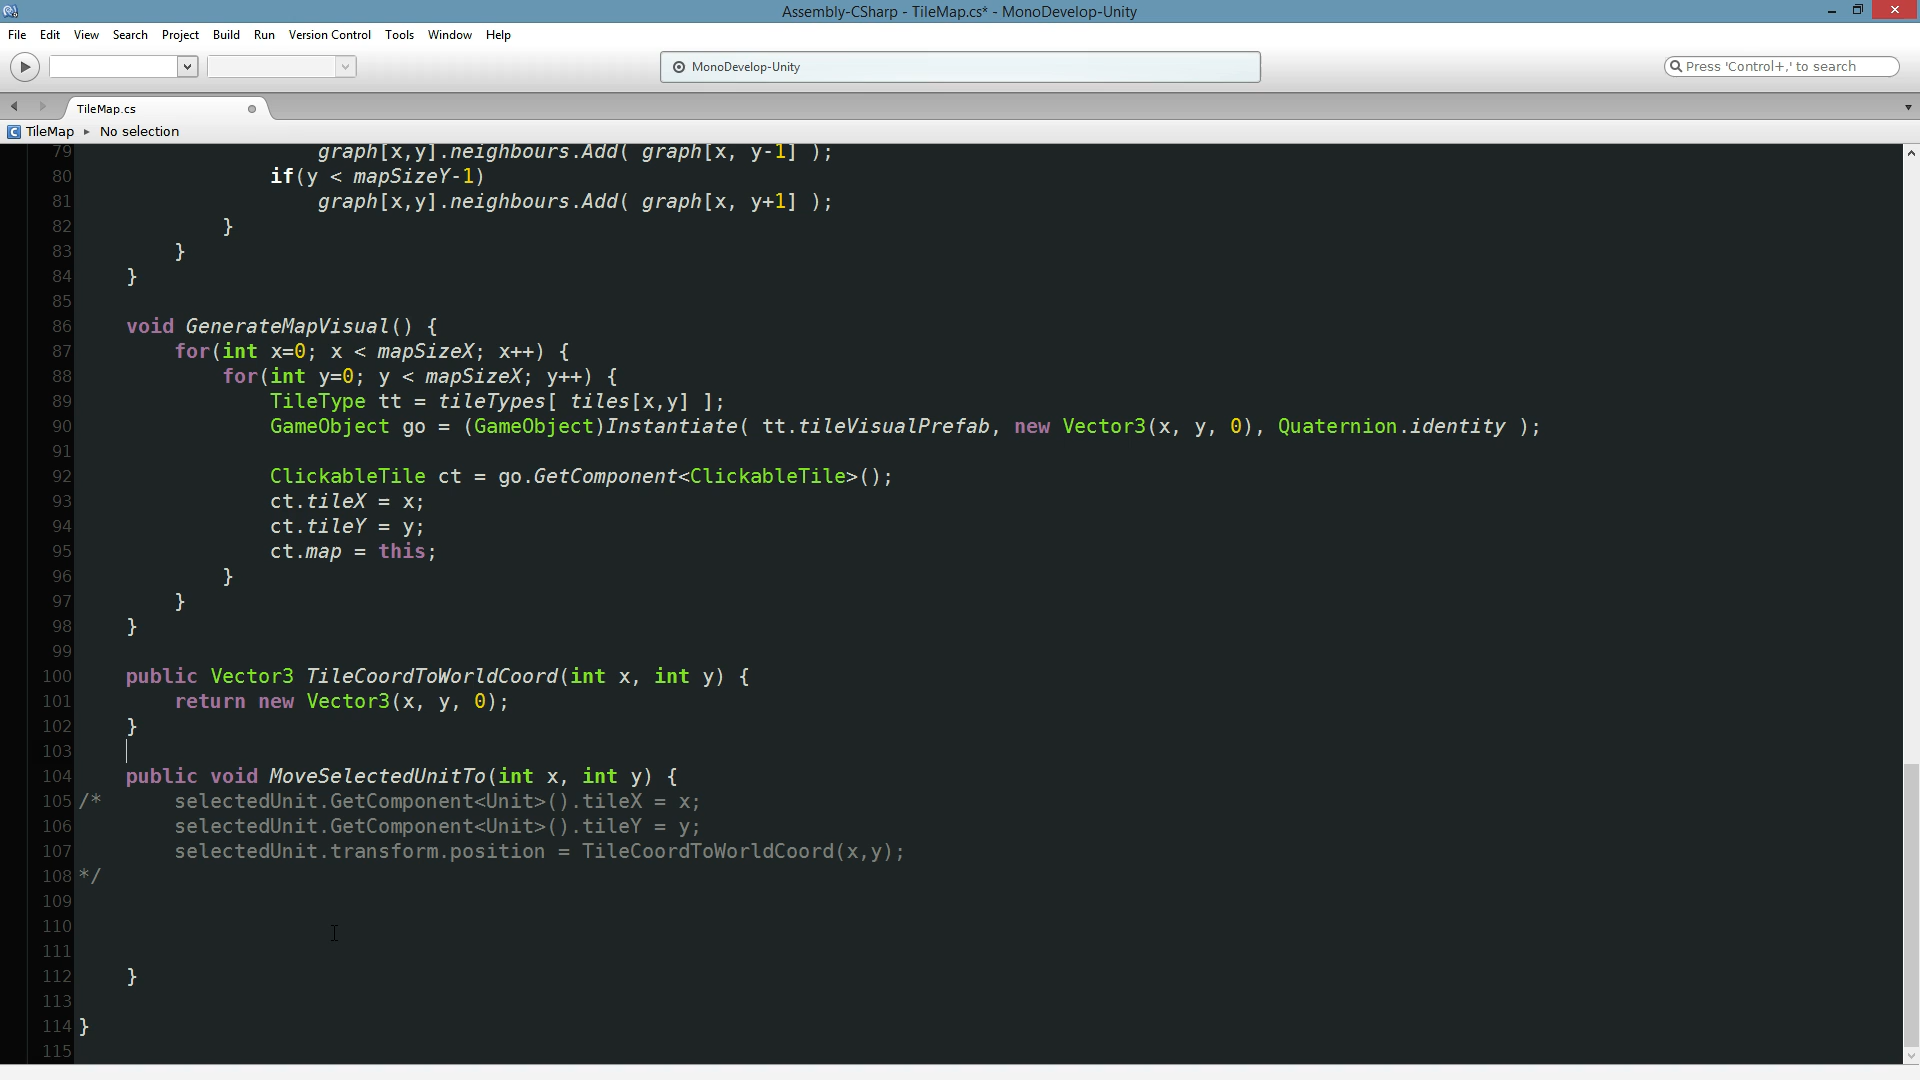 Assembly-CSharp - TileMap.cs* - MonoDevelop-Unity
File Edit View Search Project Build Run Version Control Tools Window Help
MonoDevelop-Unity
Press 'Control+,' to search
TileMap.cs
TileMap ▸ No selection
79 graph[x,y].neighbours.Add( graph[x, y-1] );
80 if(y < mapSizeY-1)
81 graph[x,y].neighbours.Add( graph[x, y+1] );
82 }
83 }
84 }
85
86 void GenerateMapVisual() {
87 for(int x=0; x < mapSizeX; x++) {
88 for(int y=0; y < mapSizeX; y++) {
89 TileType tt = tileTypes[ tiles[x,y] ];
90 GameObject go = (GameObject)Instantiate( tt.tileVisualPrefab, new Vector3(x, y, 0), Quaternion.identity );
91
92 ClickableTile ct = go.GetComponent<ClickableTile>();
93 ct.tileX = x;
94 ct.tileY = y;
95 ct.map = this;
96 }
97 }
98 }
99
100 public Vector3 TileCoordToWorldCoord(int x, int y) {
101 return new Vector3(x, y, 0);
102 }
103
104 public void MoveSelectedUnitTo(int x, int y) {
105 /* selectedUnit.GetComponent<Unit>().tileX = x;
106 selectedUnit.GetComponent<Unit>().tileY = y;
107 selectedUnit.transform.position = TileCoordToWorldCoord(x,y);
108 */
109
110
111
112 }
113
114 }
115